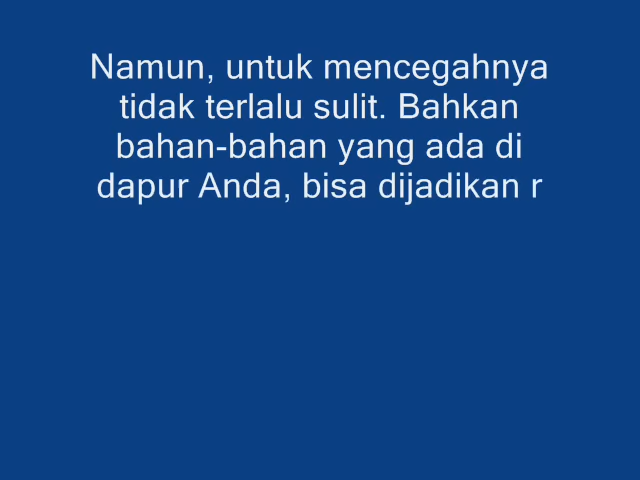 Namun, untuk mencegahnya
tidak terlalu sulit. Bahkan
bahan-bahan yang ada di
dapur Anda, bisa dijadikan r